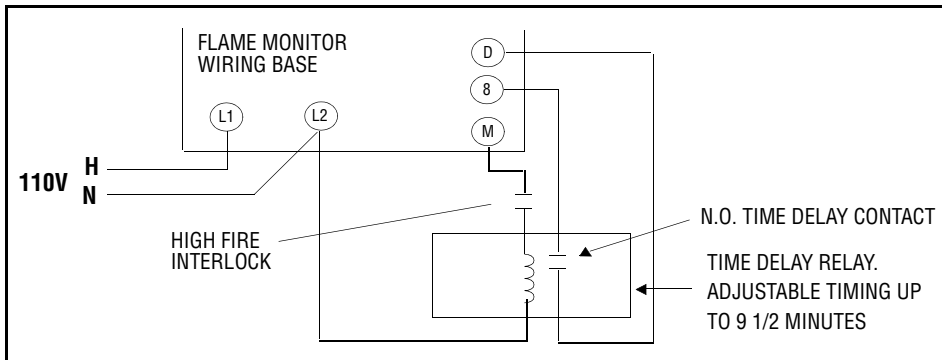 FLAME MONITOR
WIRING BASE
D
8
M
L1
L2
110V
H
N
HIGH FIRE
INTERLOCK
N.O. TIME DELAY CONTACT
TIME DELAY RELAY.
ADJUSTABLE TIMING UP
TO 9 1/2 MINUTES